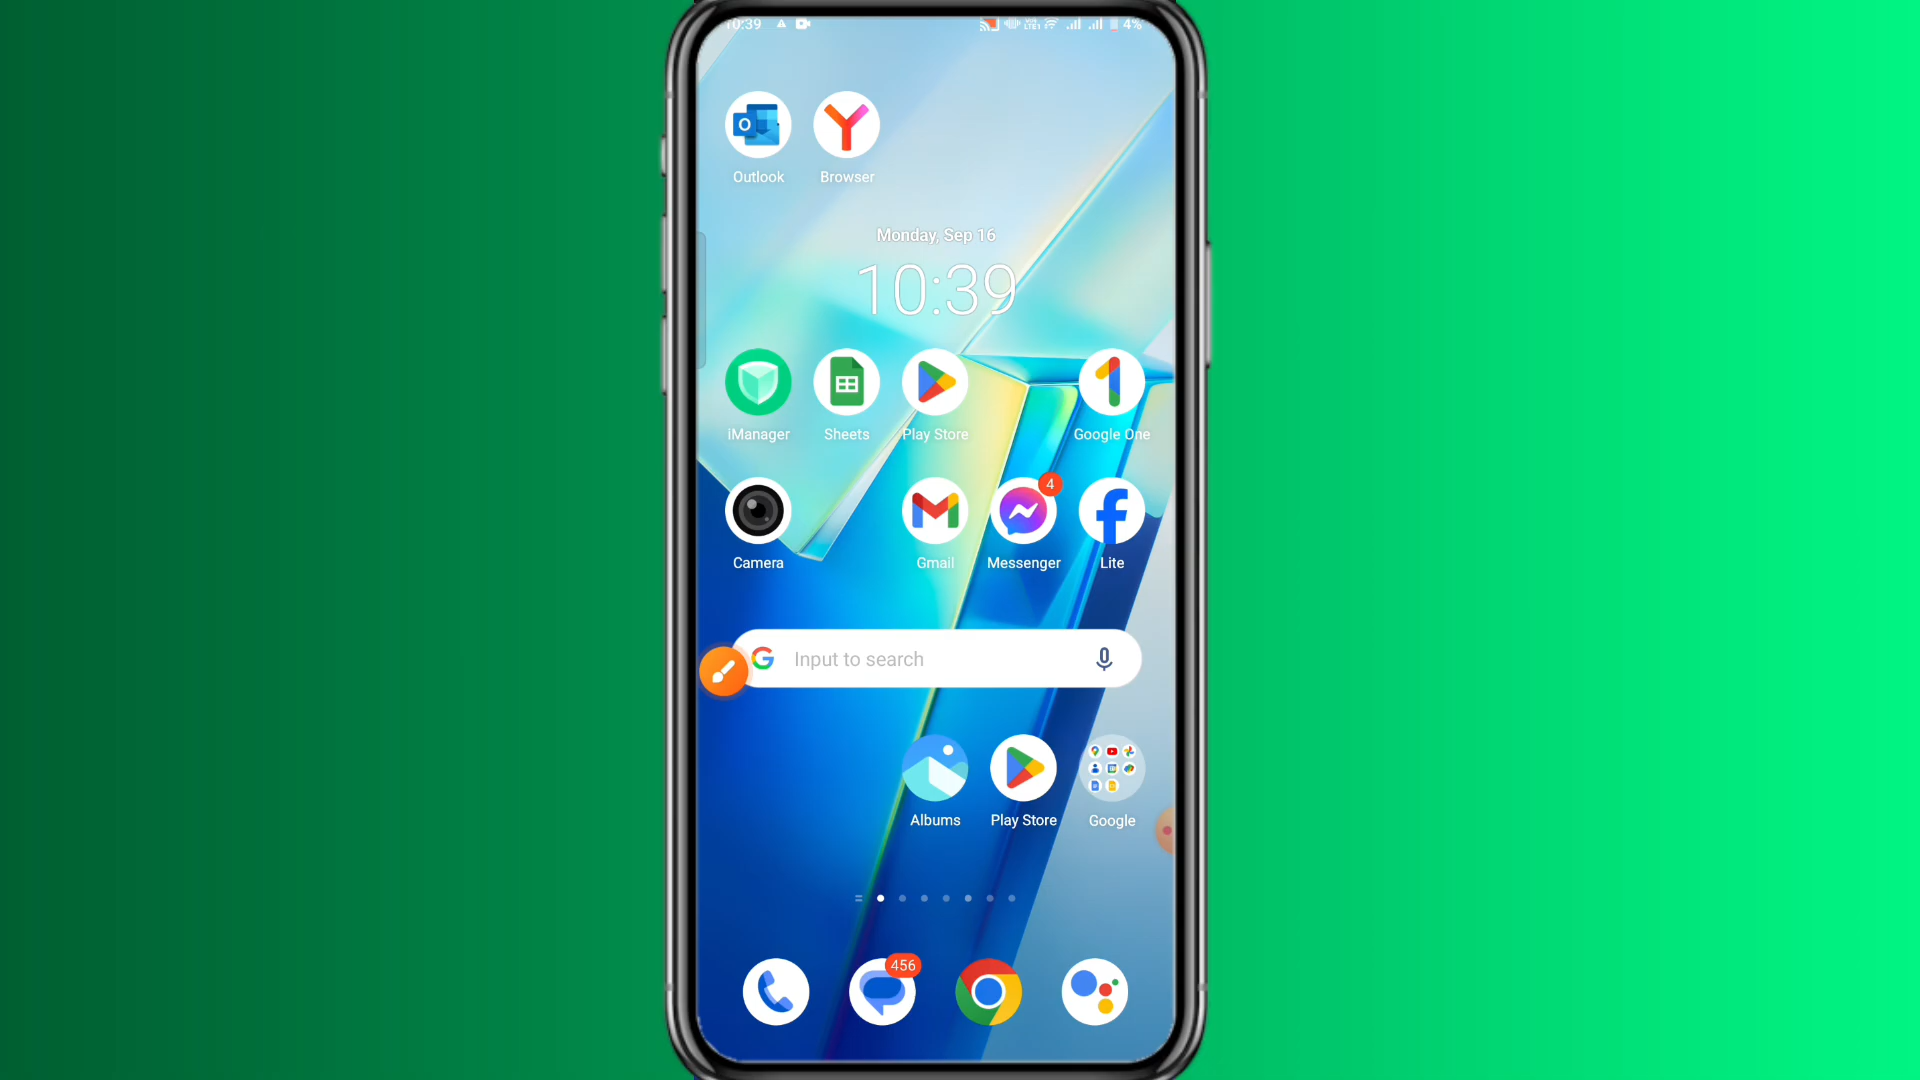 10:39 4%
Outlook Browser
Monday, Sep 16
10:39
iManager Sheets Play Store Google One
4
Camera Gmail Messenger Lite
Input to search
Albums Play Store Google
456